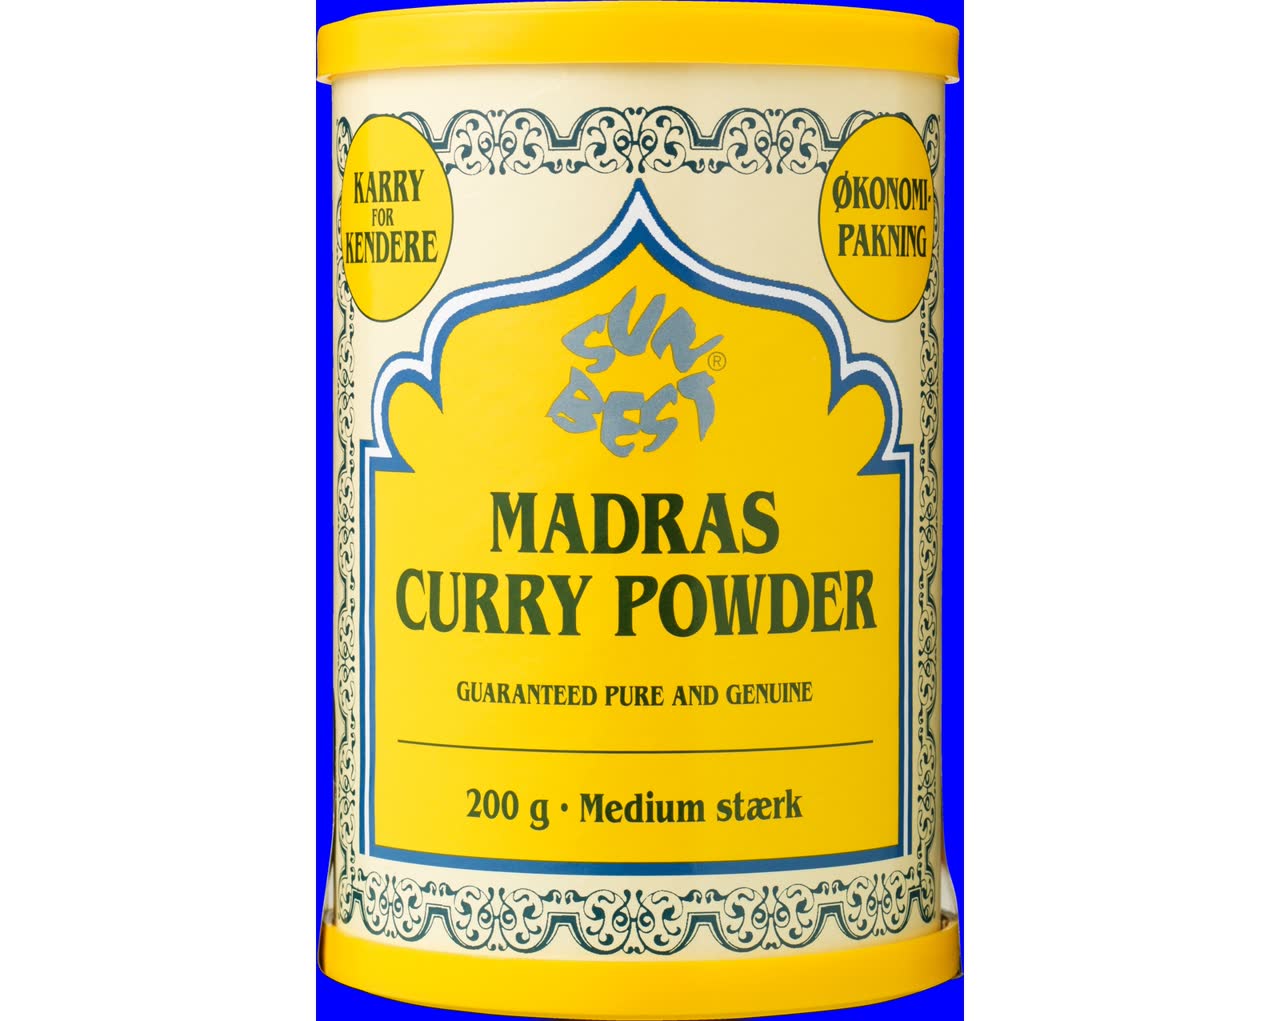 KARRY
FOR
KENDERE
ØKONOMI-
PAKNING
SUN
BEST
®
MADRAS
CURRY POWDER
GUARANTEED PURE AND GENUINE
200 g · Medium stærk